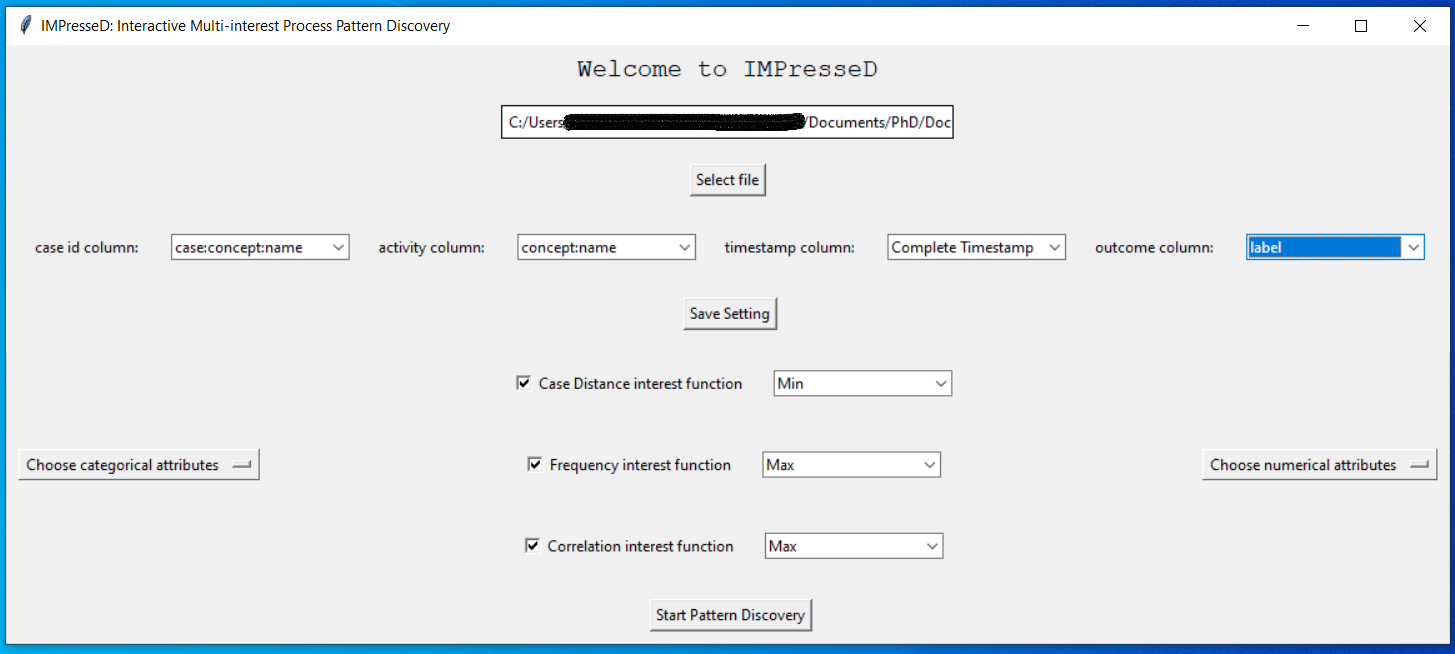 IMPresseD: Interactive Multi-interest Process Pattern Discovery
Welcome to IMPresseD
C:/Users /Documents/PhD/Doc
Select file
case id column: case:concept:name activity column: concept:name timestamp column: Complete Timestamp outcome column: label
Save Setting
Case Distance interest function Min
Choose categorical attributes Frequency interest function Max Choose numerical attributes
Correlation interest function Max
Start Pattern Discovery